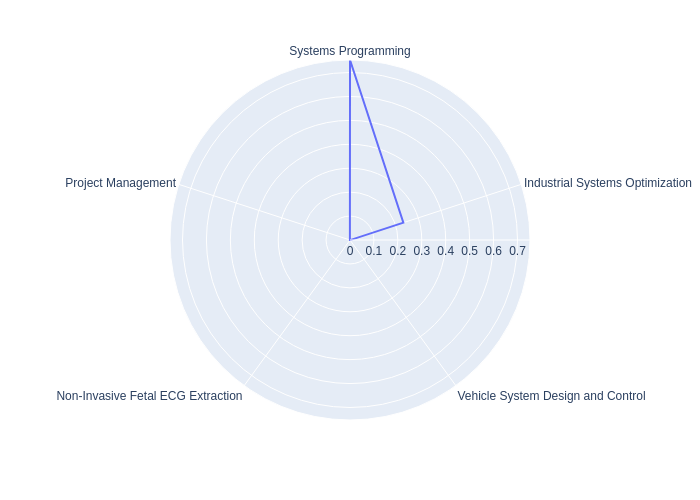 Systems Programming
Project Management
Industrial Systems Optimization
0 0.1 0.2 0.3 0.4 0.5 0.6 0.7
Non-Invasive Fetal ECG Extraction
Vehicle System Design and Control